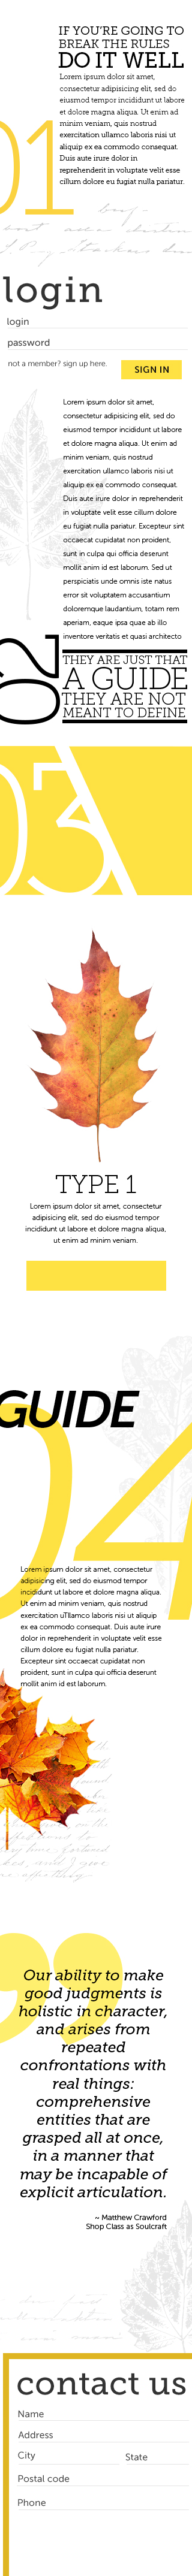 IF YOU'RE GOING TO
BREAK THE RULES
DO IT WELL
01
Lorem ipsum dolor sit amet,
consectetur adipisicing elit, sed do
eiusmod tempor incididunt ut labore
et dolore magna aliqua. Ut enim ad
minim veniam, quis nostrud
exercitation ullamco laboris nisi ut
aliquip ex ea commodo consequat.
Duis aute irure dolor in
reprehenderit in voluptate velit esse
cillum dolore eu fugiat nulla pariatur.
login
login
password
not a member? sign up here.
SIGN IN
Lorem ipsum dolor sit amet,
consectetur adipisicing elit, sed do
eiusmod tempor incididunt ut labore
et dolore magna aliqua. Ut enim ad
minim veniam, quis nostrud
exercitation ullamco laboris nisi ut
aliquip ex ea commodo consequat.
Duis aute irure dolor in reprehenderit
in voluptate velit esse cillum dolore
eu fugiat nulla pariatur. Excepteur sint
occaecat cupidatat non proident,
sunt in culpa qui officia deserunt
mollit anim id est laborum. Sed ut
perspiciatis unde omnis iste natus
error sit voluptatem accusantium
doloremque laudantium, totam rem
aperiam, eaque ipsa quae ab illo
inventore veritatis et quasi architecto
02
THEY ARE JUST THAT
A GUIDE
THEY ARE NOT
MEANT TO DEFINE
03
TYPE 1
Lorem ipsum dolor sit amet, consectetur
adipisicing elit, sed do eiusmod tempor
incididunt ut labore et dolore magna aliqua,
ut enim ad minim veniam.
GUIDE
04
Lorem ipsum dolor sit amet, consectetur
adipisicing elit, sed do eiusmod tempor
incididunt ut labore et dolore magna aliqua.
Ut enim ad minim veniam, quis nostrud
exercitation uTllamco laboris nisi ut aliquip
ex ea commodo consequat. Duis aute irure
dolor in reprehenderit in voluptate velit esse
cillum dolore eu fugiat nulla pariatur.
Excepteur sint occaecat cupidatat non
proident, sunt in culpa qui officia deserunt
mollit anim id est laborum.
”
Our ability to make
good judgments is
holistic in character,
and arises from
repeated
confrontations with
real things:
comprehensive
entities that are
grasped all at once,
in a manner that
may be incapable of
explicit articulation.
~ Matthew Crawford
Shop Class as Soulcraft
contact us
Name
Address
City
State
Postal code
Phone